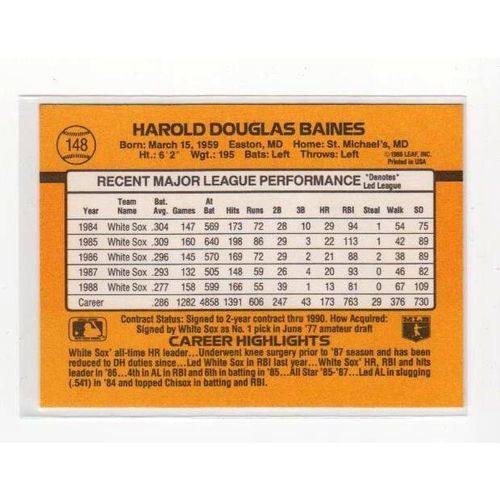 148
HAROLD DOUGLAS BAINES
Born: March 15, 1959 Easton, MD Home: St. Michael's, MD
Ht.: 6'2" Wgt.: 195 Bats: Left Throws: Left
©1988 LEAF, INC.
Printed in USA
RECENT MAJOR LEAGUE PERFORMANCE *Denotes* Led League
Year Team Name Bat. Avg. Games At Bat Hits Runs 2B 3B HR RBI Steal Walk SO
1984 White Sox .304 147 569 173 72 28 10 29 94 1 54 75
1985 White Sox .309 160 640 198 86 29 3 22 113 1 42 89
1986 White Sox .296 145 570 169 72 29 2 21 88 2 38 89
1987 White Sox .293 132 505 148 59 26 4 20 93 0 46 82
1988 White Sox .277 158 599 166 55 39 1 13 81 0 67 109
Career .286 1282 4858 1391 606 247 43 173 763 29 376 730
Contract Status: Signed to 2-year contract thru 1990. How Acquired:
Signed by White Sox as No. 1 pick in June '77 amateur draft
CAREER HIGHLIGHTS
White Sox' all-time HR leader...Underwent knee surgery prior to '87 season and has been
reduced to DH duties since...Led White Sox in RBI last year...White Sox' HR, RBI and hits
leader in '86...4th in AL in RBI and 6th in batting in '85...All Star '85-'87...Led AL in slugging
(.541) in '84 and topped Chisox in batting and RBI.
MLB